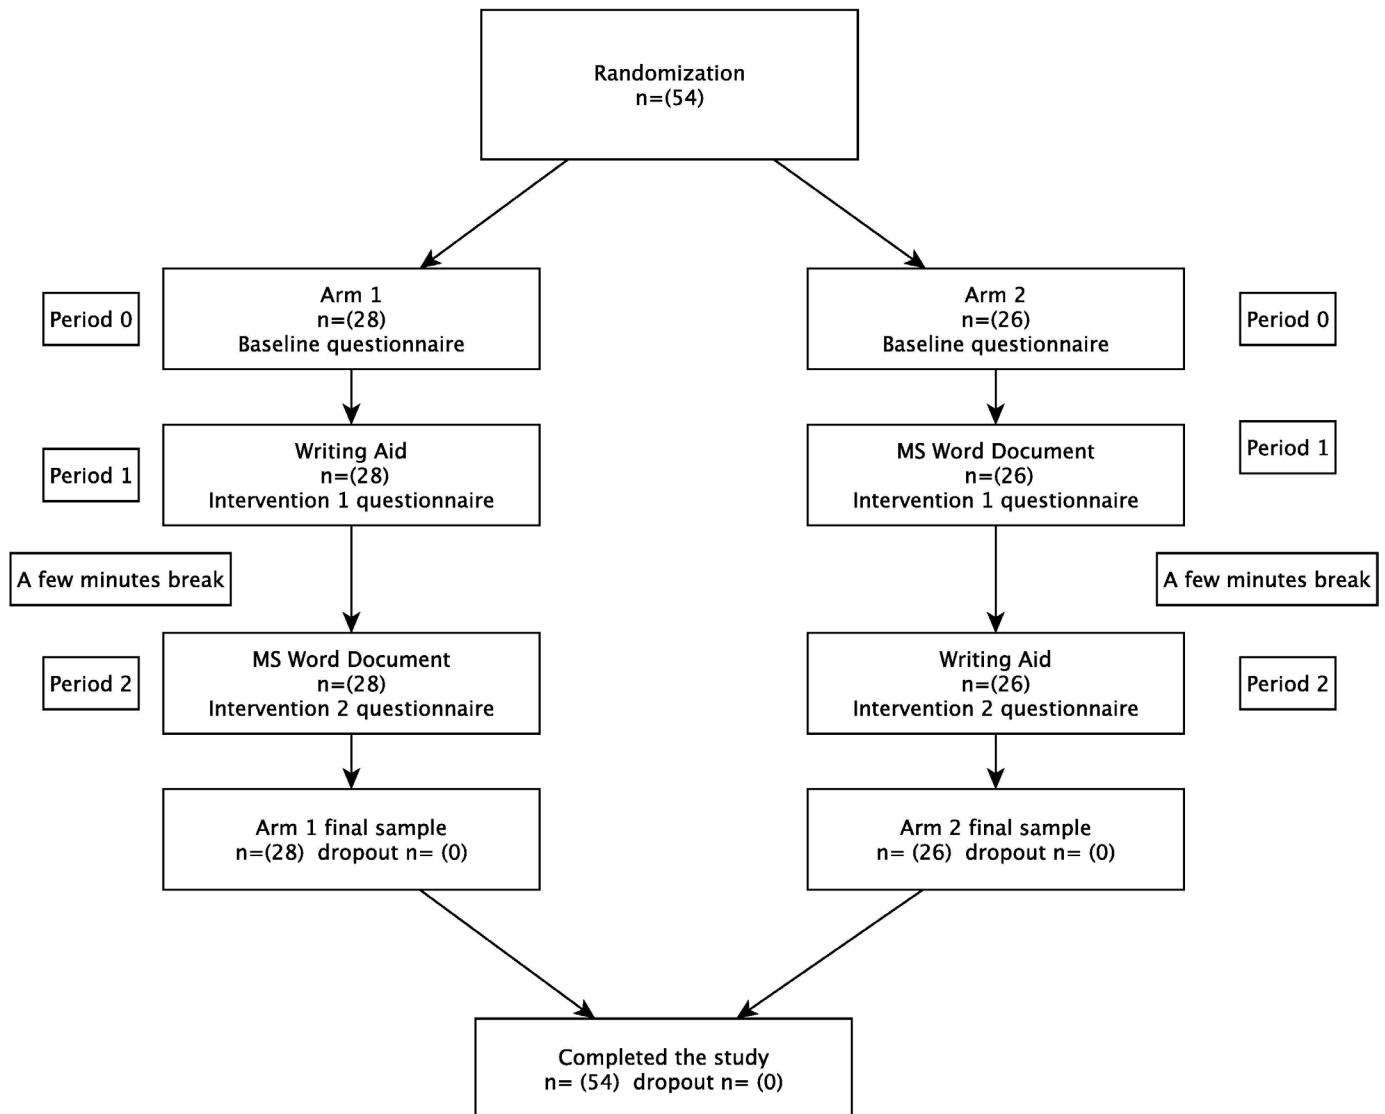 Randomization
n=(54)
Period 0
Arm 1
n=(28)
Baseline questionnaire
Arm 2
n=(26)
Baseline questionnaire
Period 0
Period 1
Writing Aid
n=(28)
Intervention 1 questionnaire
MS Word Document
n=(26)
Intervention 1 questionnaire
Period 1
A few minutes break
A few minutes break
Period 2
MS Word Document
n=(28)
Intervention 2 questionnaire
Writing Aid
n=(26)
Intervention 2 questionnaire
Period 2
Arm 1 final sample
n=(28)  dropout n= (0)
Arm 2 final sample
n= (26)  dropout n= (0)
Completed the study
n= (54)  dropout n= (0)